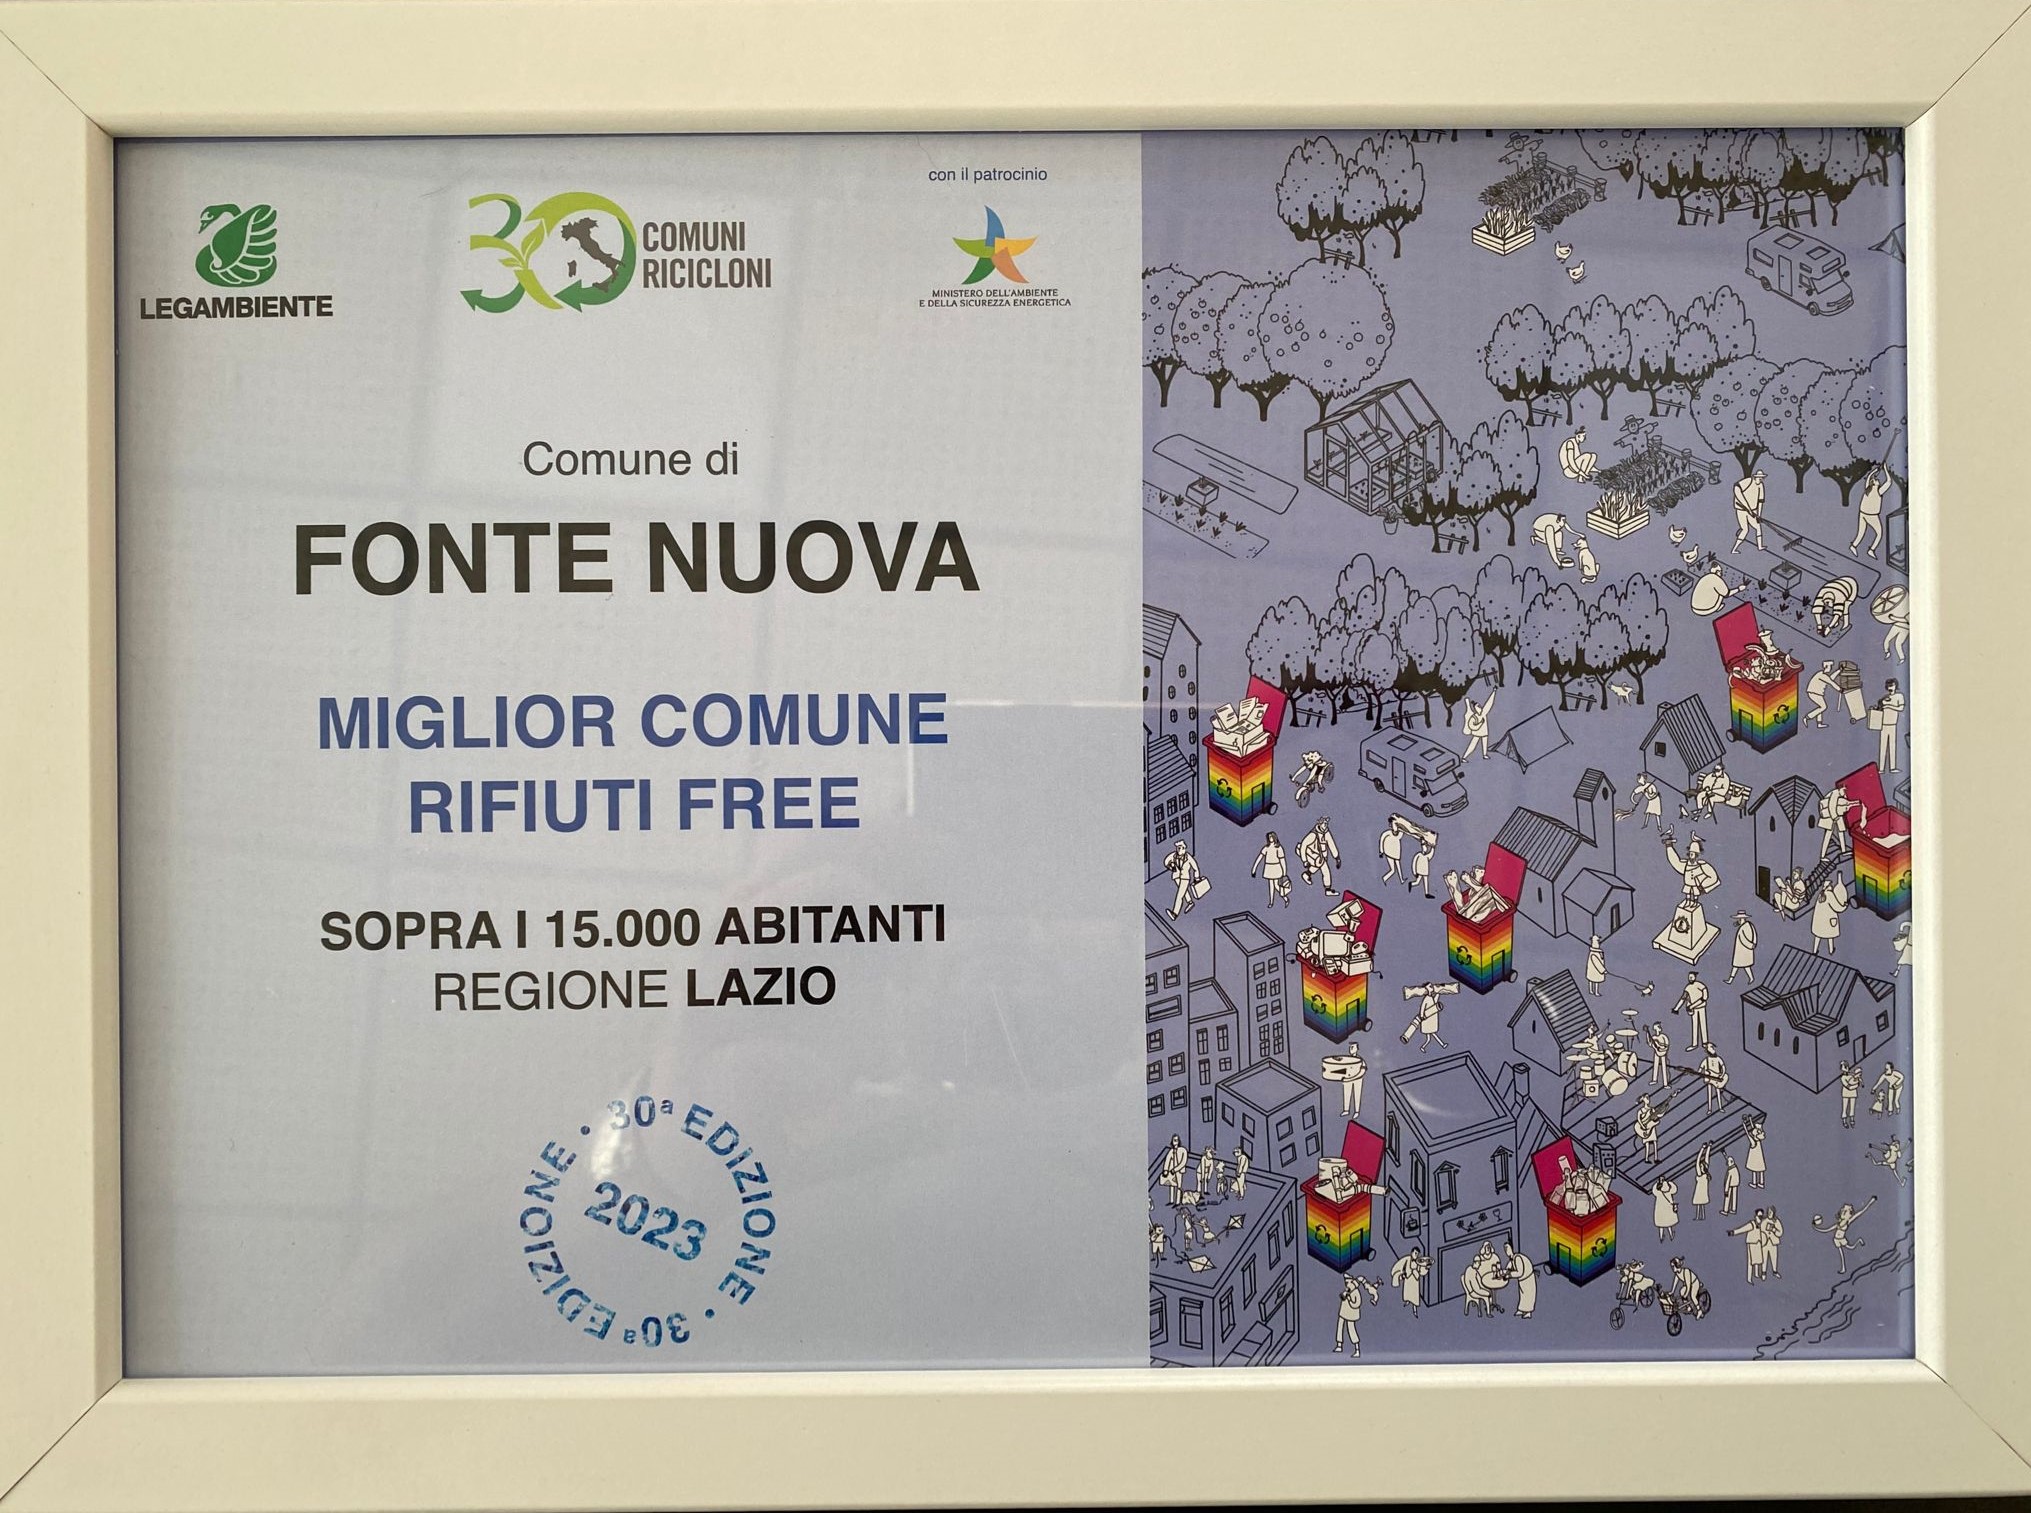 con il patrocinio
LEGAMBIENTE
30 COMUNI
RICICLONI
MINISTERO DELL'AMBIENTE
E DELLA SICUREZZA ENERGETICA
Comune di
FONTE NUOVA
MIGLIOR COMUNE
RIFIUTI FREE
SOPRA I 15.000 ABITANTI
REGIONE LAZIO
30ª EDIZIONE • 30ª EDIZIONE •
2023